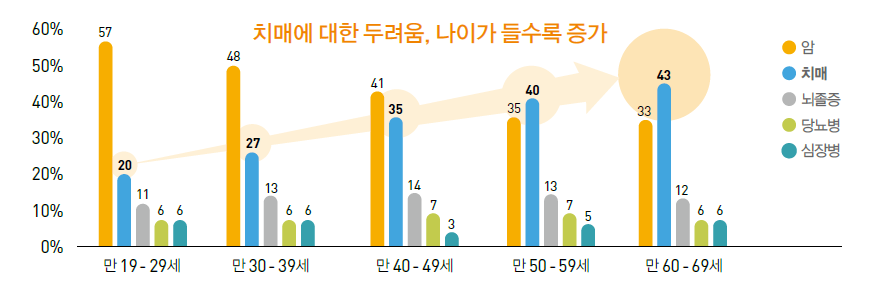 치매에 대한 두려움, 나이가 들수록 증가
60%
50%
40%
30%
20%
10%
0%
57
20
11
6
6
48
27
13
6
6
41
35
14
7
3
35
40
13
7
5
33
43
12
6
6
만 19 - 29세
만 30 - 39세
만 40 - 49세
만 50 - 59세
만 60 - 69세
암
치매
뇌졸증
당뇨병
심장병